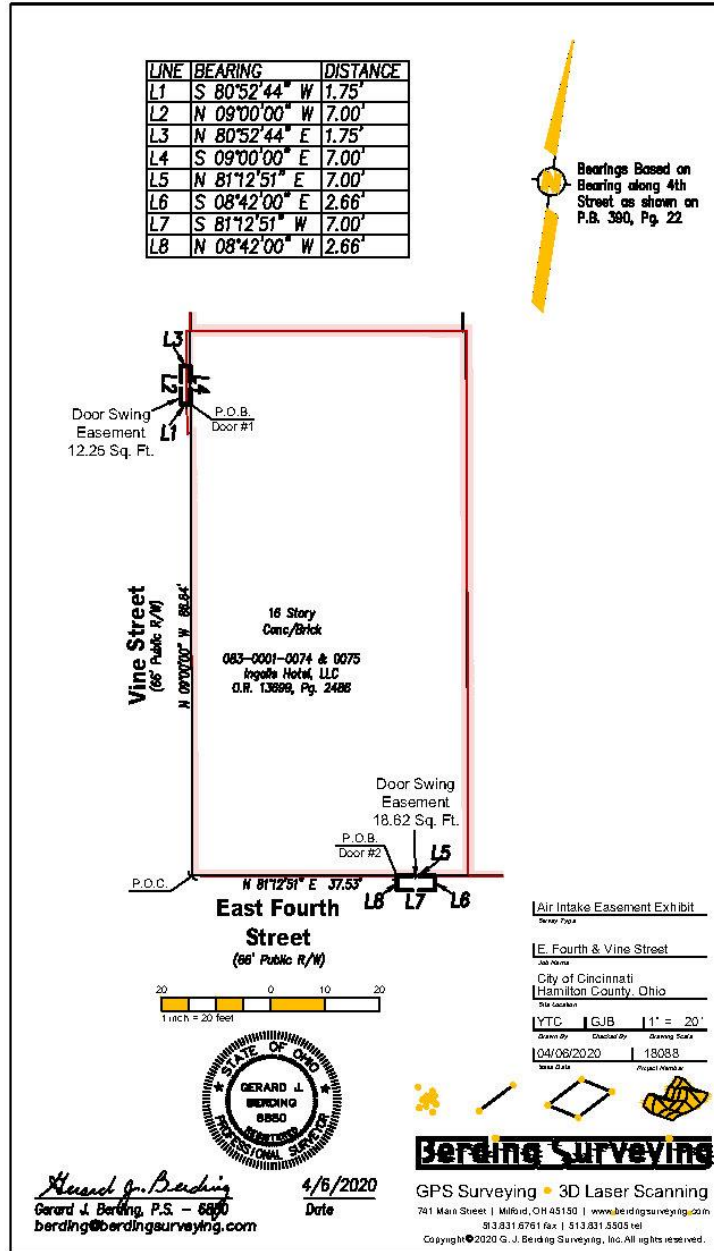 LINE BEARING DISTANCE
L1 S 80°52'44" W 1.75'
L2 N 09°00'00" W 7.00'
L3 N 80°52'44" E 1.75'
L4 S 09°00'00" E 7.00'
L5 N 81°12'51" E 7.00'
L6 S 08°42'00" E 2.66'
L7 S 81°12'51" W 7.00'
L8 N 08°42'00" W 2.66'
N
Bearings Based on
Bearing along 4th
Street as shown on
P.B. 390, Pg. 22
L3
L2
L4
L1
Door Swing
Easement
12.25 Sq. Ft.
P.O.B.
Door #1
Vine Street
(66' Public R/W)
N 09°00'00" W 88.84'
16 Story
Conc/Brick
083-0001-0074 & 0075
Ingalls Hotel, LLC
O.R. 13699, Pg. 2486
Door Swing
Easement
18.62 Sq. Ft.
P.O.B.
Door #2
L5
P.O.C.
N 81°12'51" E 37.53'
L8
L7
L6
East Fourth
Street
(66' Public R/W)
20 10 0 20
1 inch = 20 feet
STATE OF OHIO
GERARD J.
BERDING
6880
REGISTERED
PROFESSIONAL SURVEYOR
Gerard J. Berding
4/6/2020
Gerard J. Berding, P.S. - 6880
Date
berding@berdingsurveying.com
Air Intake Easement Exhibit
Survey Type
E. Fourth & Vine Street
Job Name
City of Cincinnati
Hamilton County, Ohio
Site Location
YTC GJB 1" = 20'
Drawn By Checked By Drawing Scale
04/06/2020 18088
Issue Date Project Number
Berding Surveying
GPS Surveying • 3D Laser Scanning
741 Main Street | Milford, OH 45150 | www.berdingsurveying.com
513.831.6761 fax | 513.831.5505 tel
Copyright © 2020 G. J. Berding Surveying, Inc. All rights reserved.